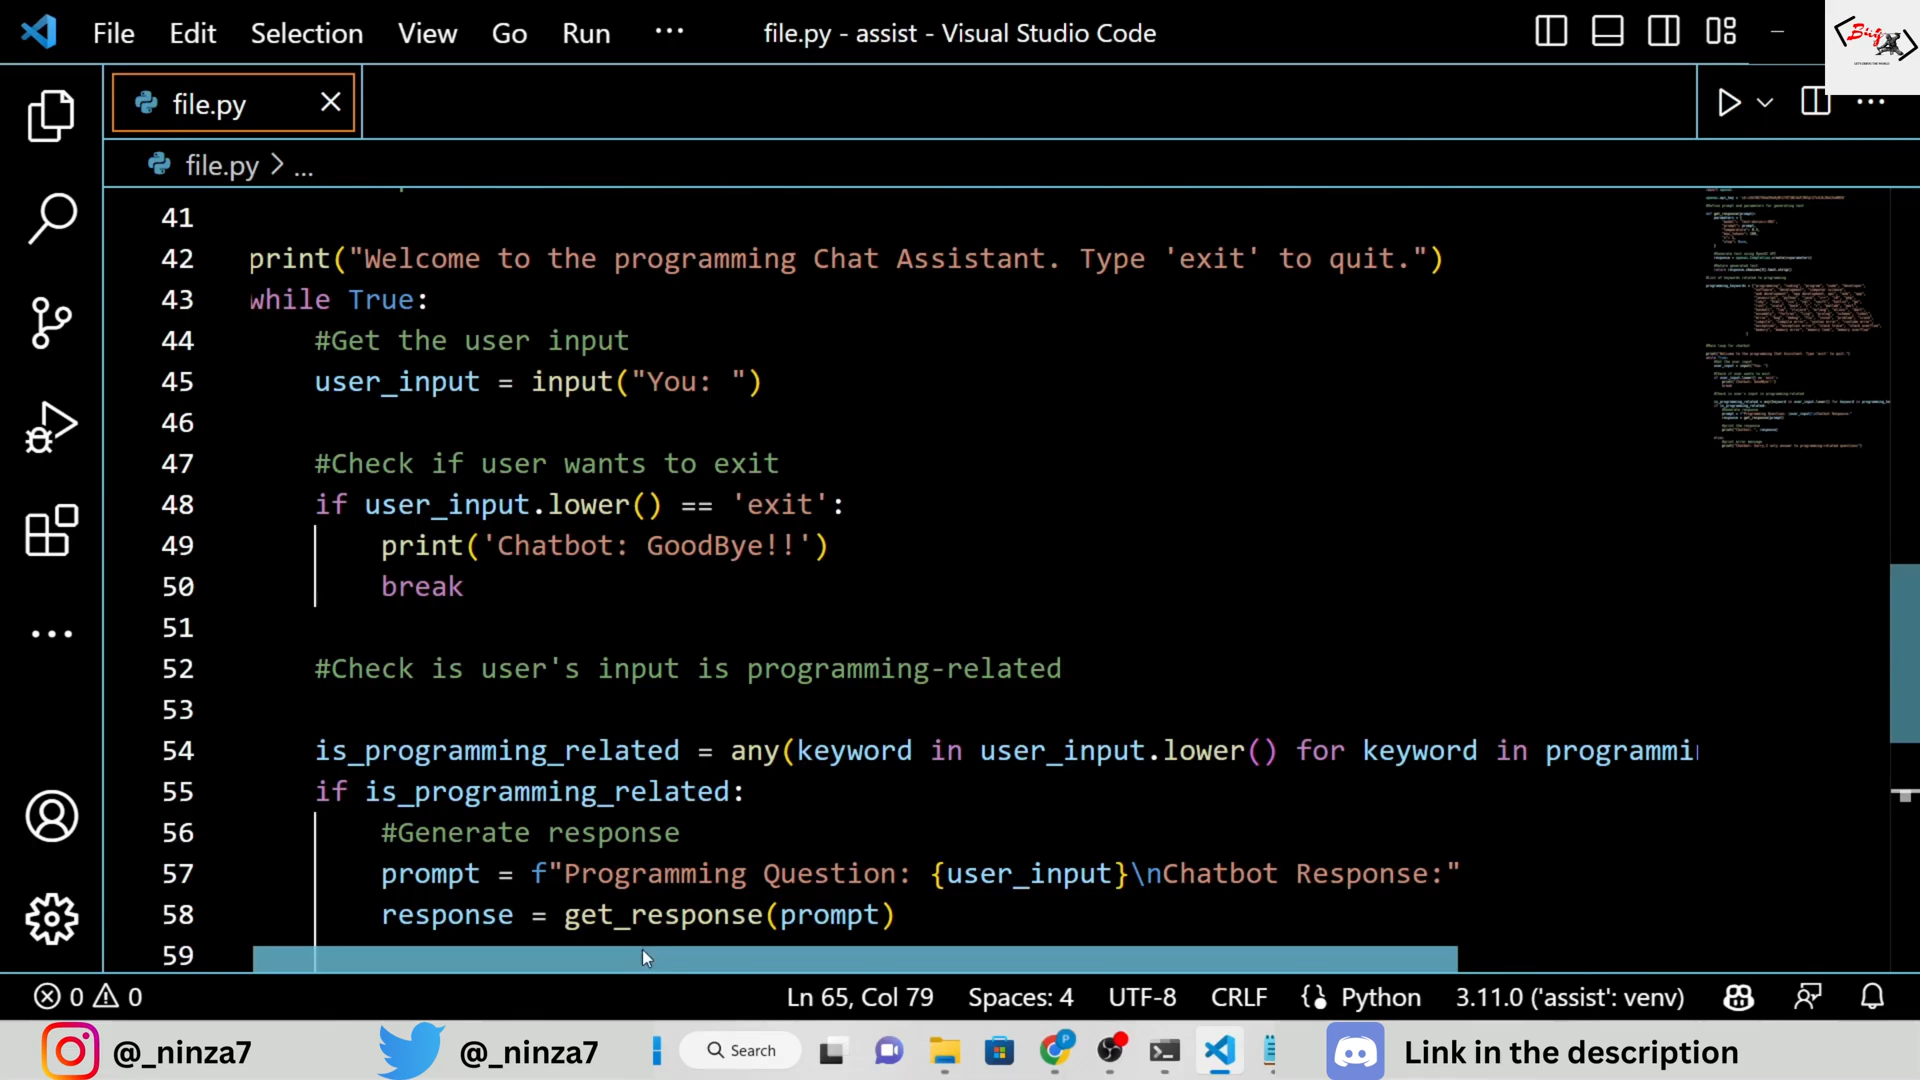 File Edit Selection View Go Run ... file.py - assist - Visual Studio Code
Big
file.py
file.py > ...
41
42 print("Welcome to the programming Chat Assistant. Type 'exit' to quit.")
43 while True:
44 #Get the user input
45 user_input = input("You: ")
46
47 #Check if user wants to exit
48 if user_input.lower() == 'exit':
49 print('Chatbot: GoodBye!!')
50 break
51
52 #Check is user's input is programming-related
53
54 is_programming_related = any(keyword in user_input.lower() for keyword in programmin
55 if is_programming_related:
56 #Generate response
57 prompt = f"Programming Question: {user_input}\nChatbot Response:"
58 response = get_response(prompt)
59
0 0 Ln 65, Col 79 Spaces: 4 UTF-8 CRLF Python 3.11.0 ('assist': venv)
@_ninza7 @_ninza7 Search Link in the description